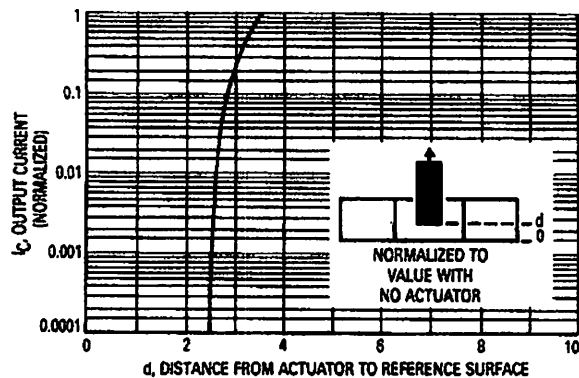 1
0.1
0.01
0.001
0.0001
I_C, OUTPUT CURRENT
(NORMALIZED)
d
0
NORMALIZED TO
VALUE WITH
NO ACTUATOR
0 2 4 6 8 10
d, DISTANCE FROM ACTUATOR TO REFERENCE SURFACE